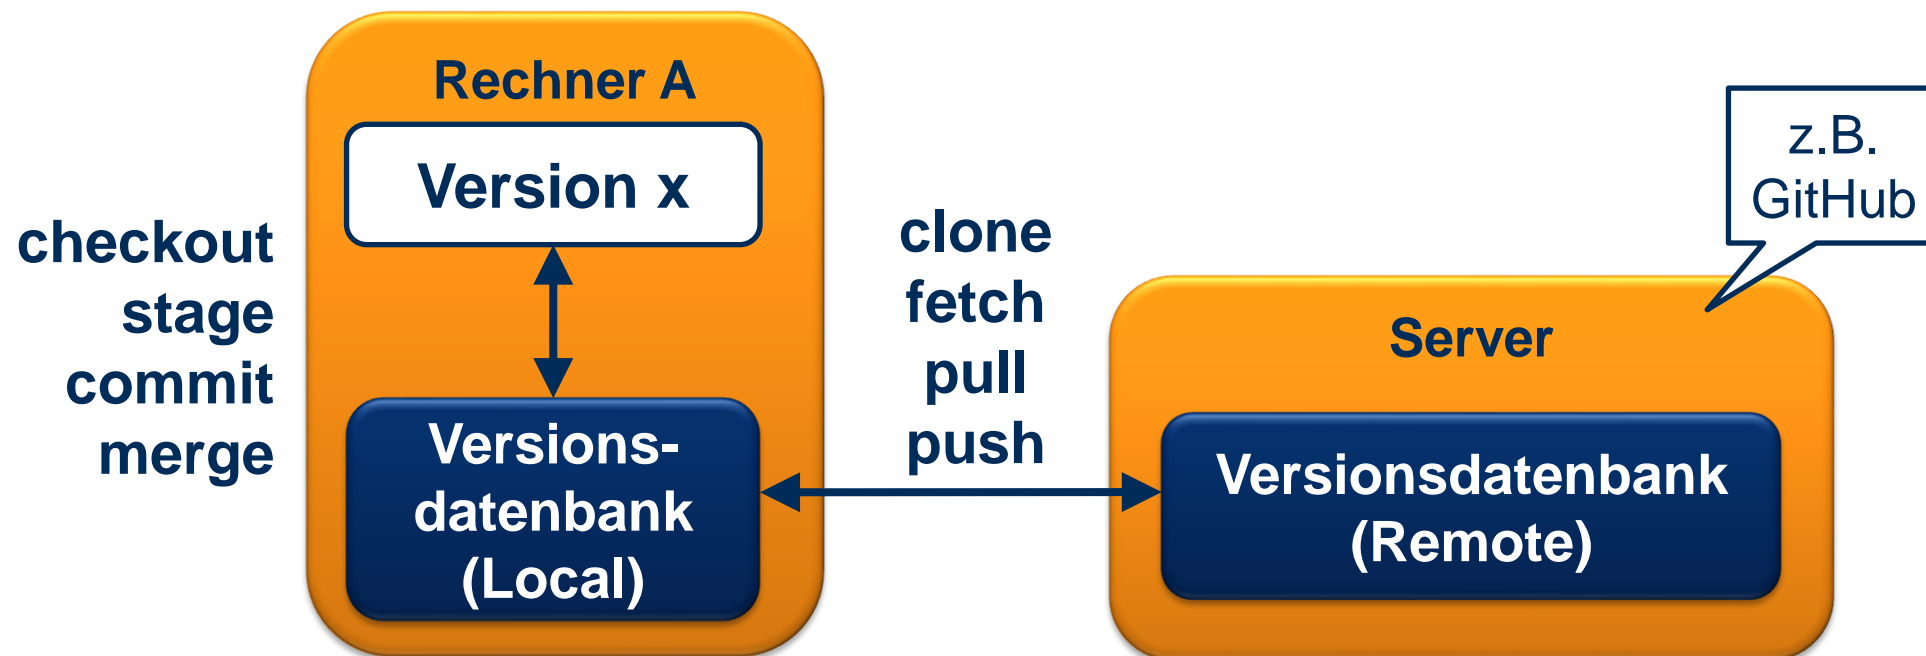 Rechner A
Version x
checkout
stage
commit
merge
Versions-
datenbank
(Local)
clone
fetch
pull
push
z.B.
GitHub
Server
Versionsdatenbank
(Remote)